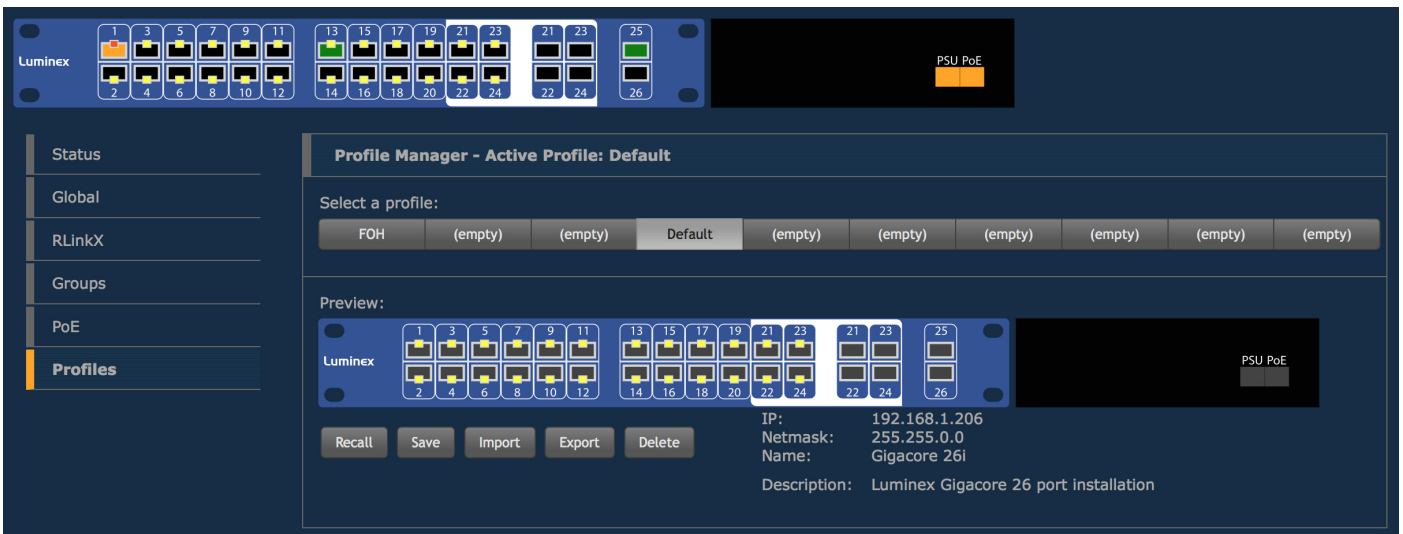 1 3 5 7 9 11 13 15 17 19 21 23 21 23 25
Luminex
PSU PoE
2 4 6 8 10 12 14 16 18 20 22 24 22 24 26
Status
Global
RLinkX
Groups
PoE
Profiles
Profile Manager - Active Profile: Default
Select a profile:
FOH (empty) (empty) Default (empty) (empty) (empty) (empty) (empty) (empty)
Preview:
1 3 5 7 9 11 13 15 17 19 21 23 21 23 25
Luminex
PSU PoE
2 4 6 8 10 12 14 16 18 20 22 24 22 24 26
Recall Save Import Export Delete
IP: 192.168.1.206
Netmask: 255.255.0.0
Name: Gigacore 26i
Description: Luminex Gigacore 26 port installation